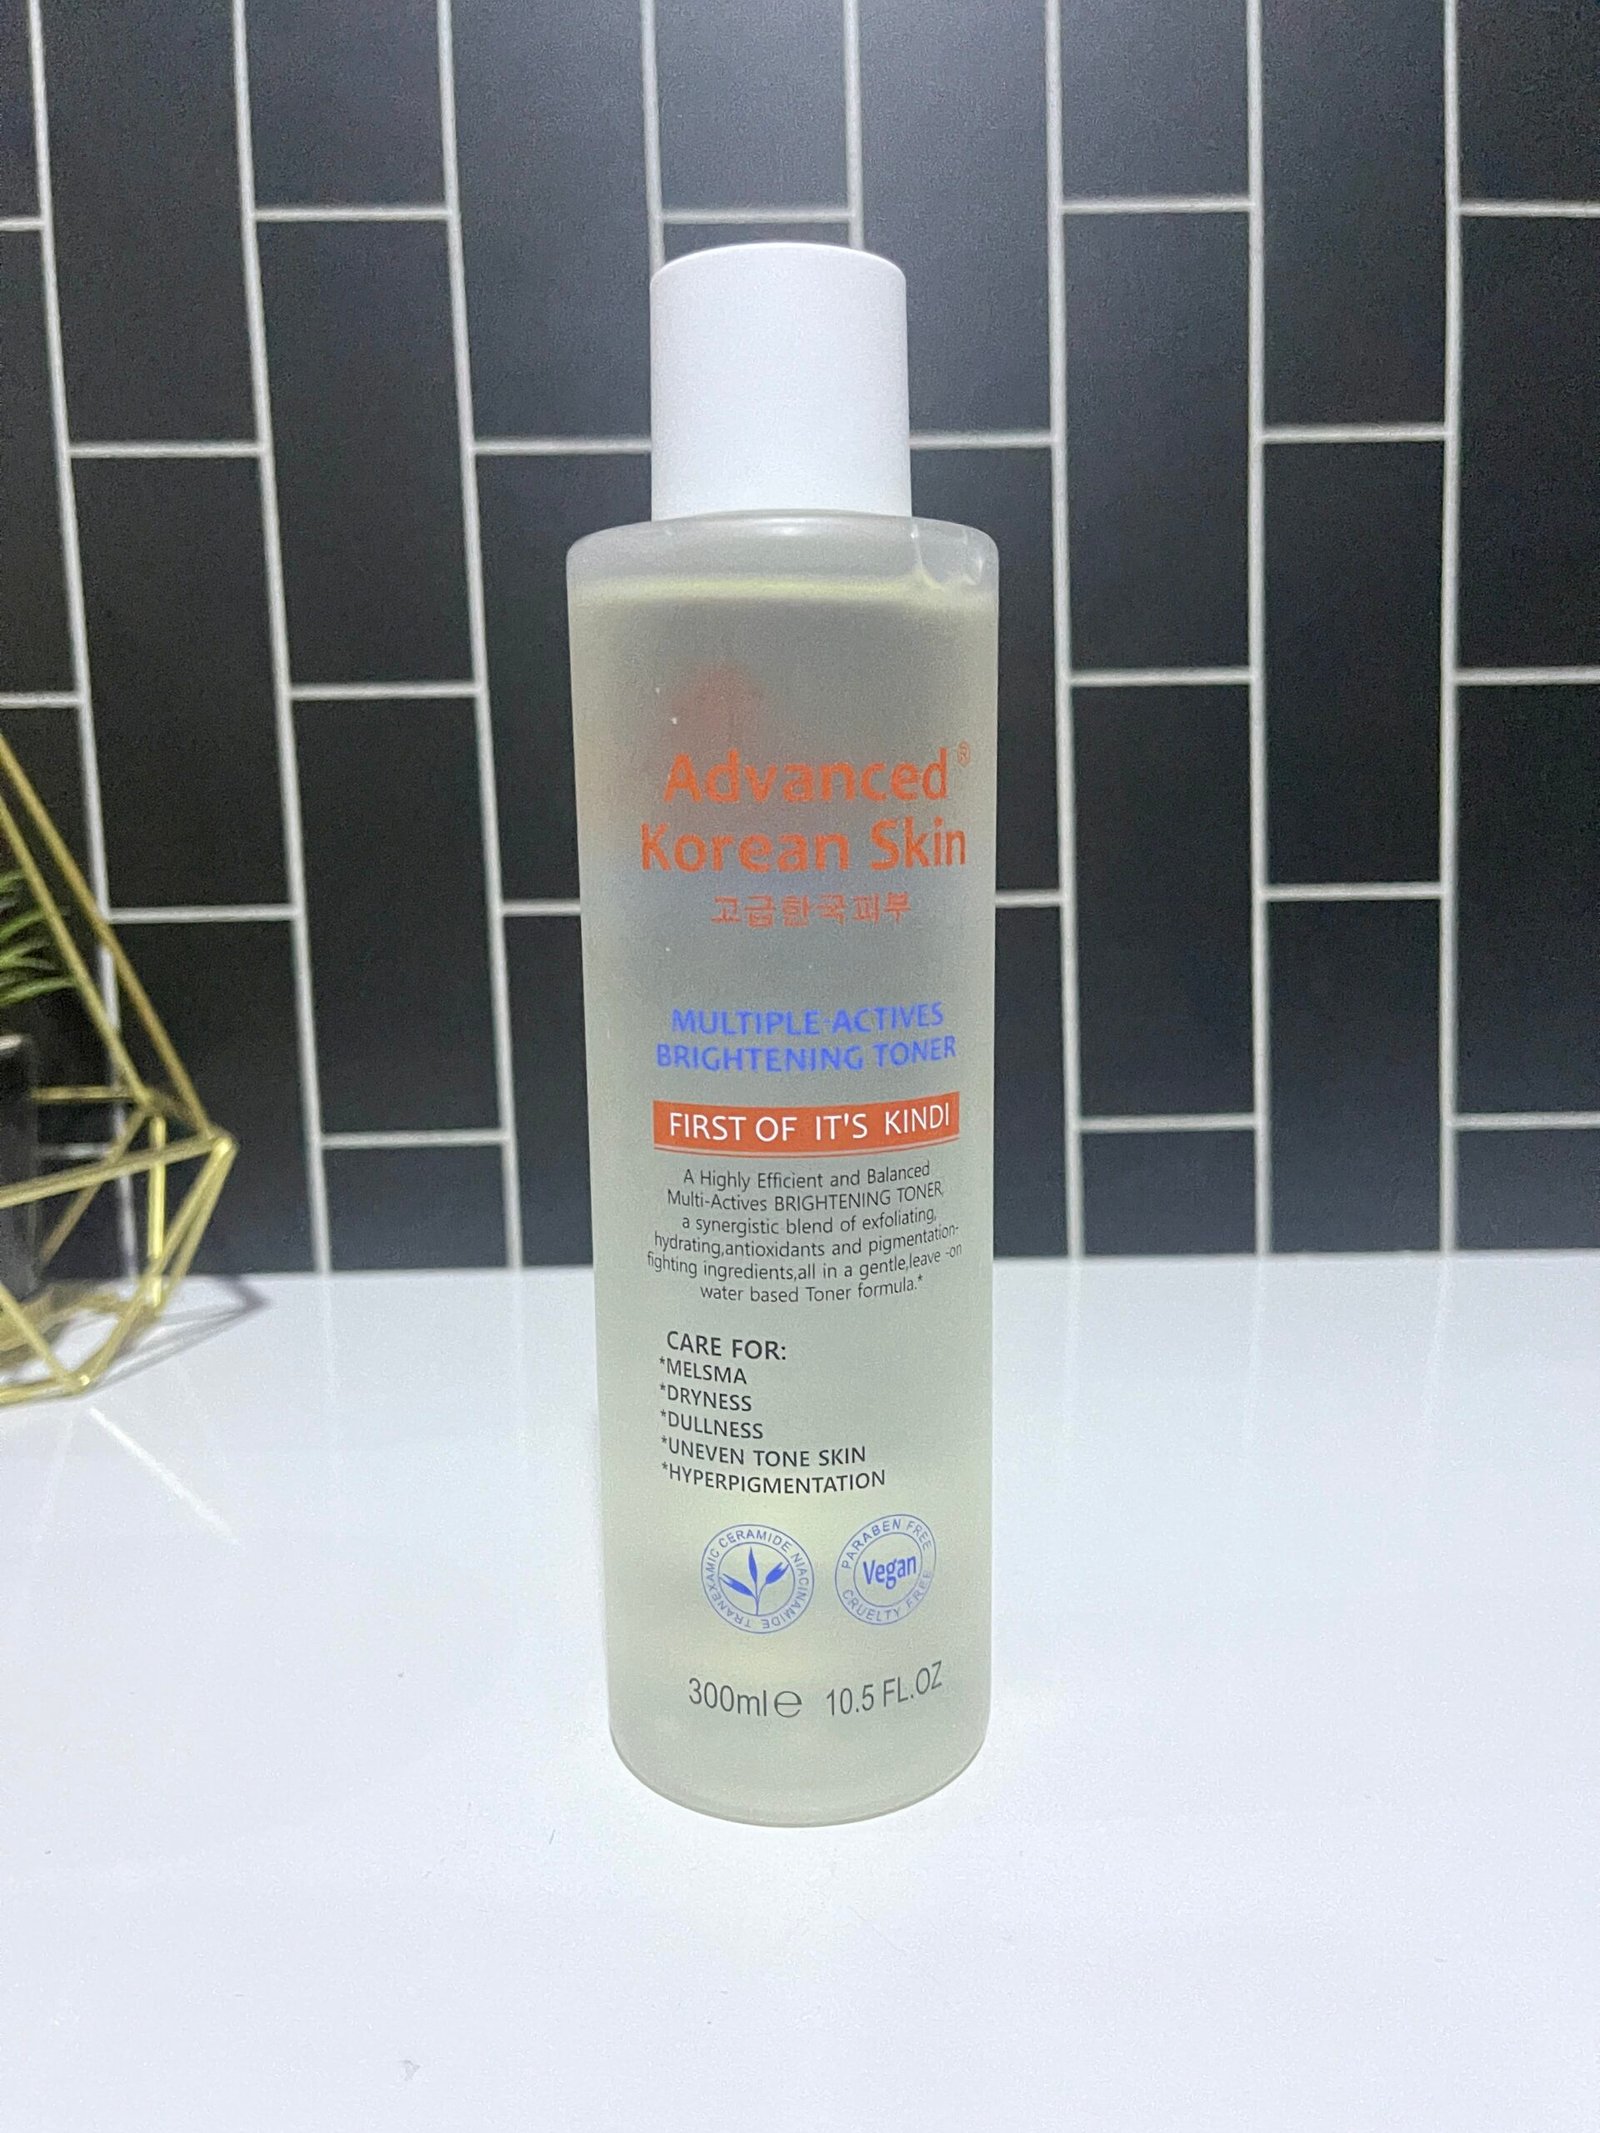 Advanced®
Korean Skin
고급한국피부
MULTIPLE-ACTIVES
BRIGHTENING TONER
FIRST OF IT'S KINDI
A Highly Efficient and Balanced
Multi-Actives BRIGHTENING TONER,
a synergistic blend of exfoliating,
hydrating,antioxidants and pigmentation-
fighting ingredients,all in a gentle,leave -on
water based Toner formula.*
CARE FOR:
*MELSMA
*DRYNESS
*DULLNESS
*UNEVEN TONE SKIN
*HYPERPIGMENTATION
TRANEXAMIC CERAMIDE NIACINAMIDE
PARABEN FREE
Vegan
CRUELTY FREE
300ml℮ 10.5 FL.OZ